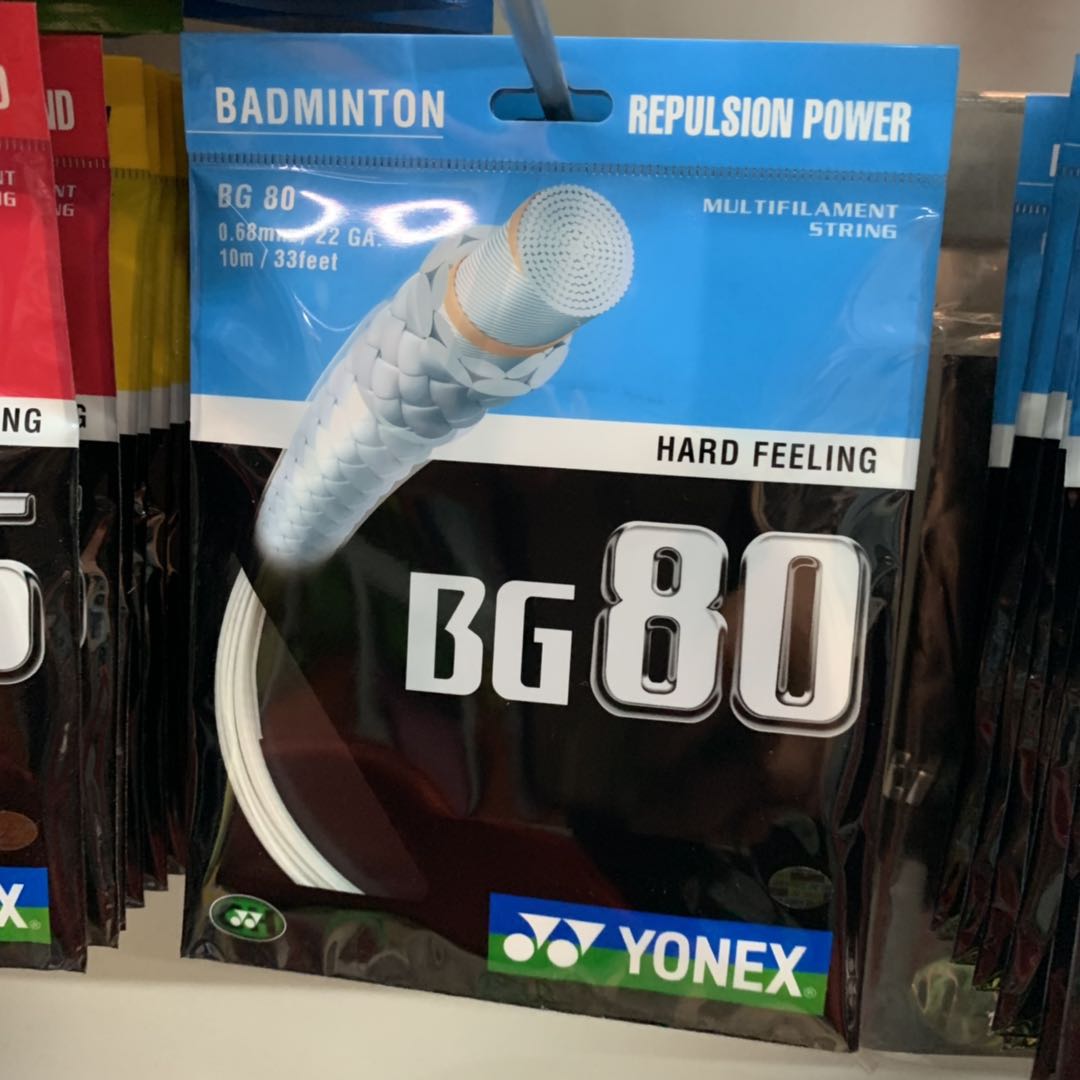 BADMINTON
REPULSION POWER
BG 80
0.68mm / 22 GA.
10m / 33feet
MULTIFILAMENT
STRING
HARD FEELING
BG80
YONEX®